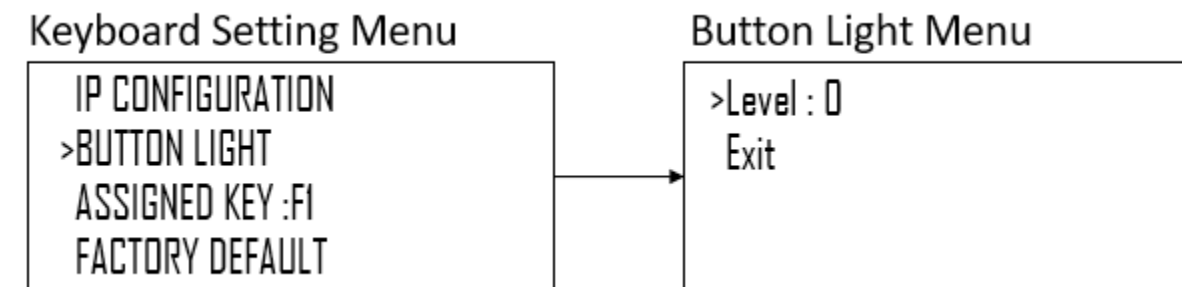 Keyboard Setting Menu
IP CONFIGURATION
>BUTTON LIGHT
ASSIGNED KEY :F1
FACTORY DEFAULT
Button Light Menu
>Level : 0
Exit